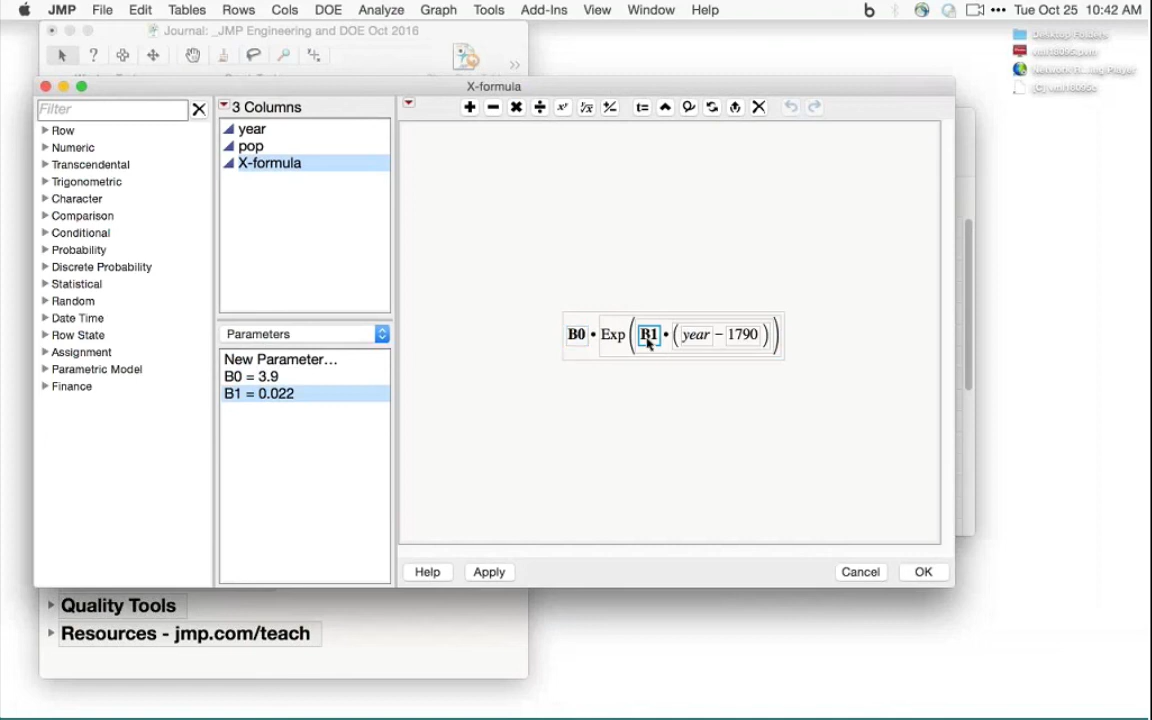 JMP File Edit Tables Rows Cols DOE Analyze Graph Tools Add-Ins View Window Help b Tue Oct 25 10:42 AM
Journal: _JMP Engineering and DOE Oct 2016
Desktop Folders
X-formula
Filter
Row
Numeric
Transcendental
Trigonometric
Character
Comparison
Conditional
Probability
Discrete Probability
Statistical
Random
Date Time
Row State
Assignment
Parametric Model
Finance
3 Columns
year
pop
X-formula
Parameters
New Parameter...
B0 = 3.9
B1 = 0.022
t=
B0 • Exp ( B1 • ( year − 1790 ) )
Help Apply Cancel OK
Quality Tools
Resources - jmp.com/teach